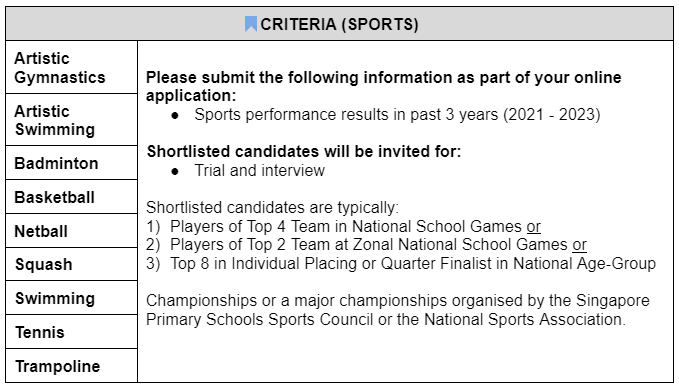 CRITERIA (SPORTS)
Artistic
Gymnastics
Artistic
Swimming
Badminton
Basketball
Netball
Squash
Swimming
Tennis
Trampoline
Please submit the following information as part of your online
application:
● Sports performance results in past 3 years (2021 - 2023)
Shortlisted candidates will be invited for:
● Trial and interview
Shortlisted candidates are typically:
1) Players of Top 4 Team in National School Games or
2) Players of Top 2 Team at Zonal National School Games or
3) Top 8 in Individual Placing or Quarter Finalist in National Age-Group
Championships or a major championships organised by the Singapore
Primary Schools Sports Council or the National Sports Association.